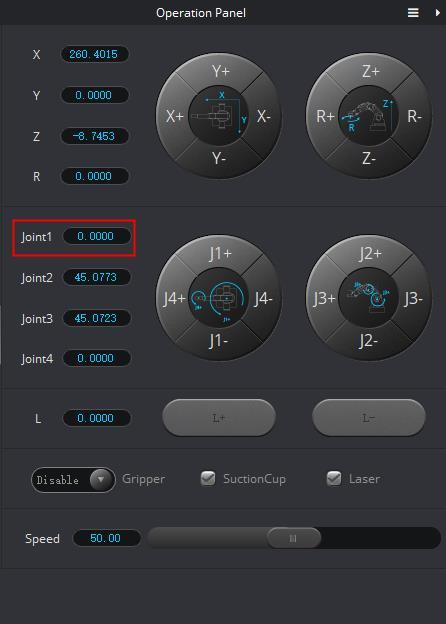 Operation Panel
X 260.4015
Y 0.0000
Z -8.7453
R 0.0000
Y+
X+ X-
Y-
X
Y
Z+
R+ R-
Z-
Z
R
Joint1 0.0000
Joint2 45.0773
Joint3 45.0723
Joint4 0.0000
J1+
J4+ J4-
J1-
J2+
J3+ J3-
J2-
L 0.0000
L+
L-
Disable Gripper
SuctionCup
Laser
Speed 50.00